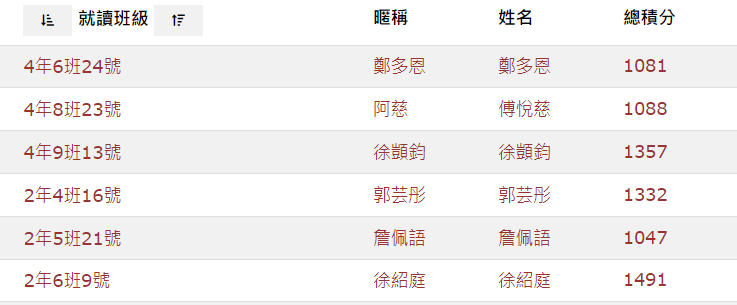 就讀班級 暱稱 姓名 總積分
4年6班24號 鄭多恩 鄭多恩 1081
4年8班23號 阿慈 傅悅慈 1088
4年9班13號 徐顗鈞 徐顗鈞 1357
2年4班16號 郭芸彤 郭芸彤 1332
2年5班21號 詹佩語 詹佩語 1047
2年6班9號 徐紹庭 徐紹庭 1491